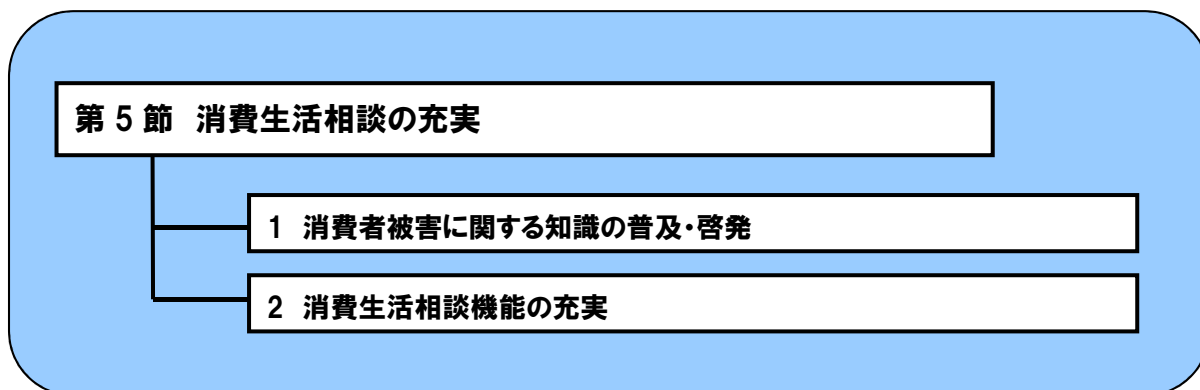 第 5 節 消費生活相談の充実
1 消費者被害に関する知識の普及・啓発
2 消費生活相談機能の充実